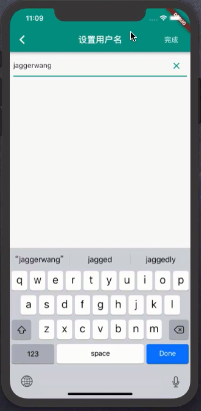 11:09
设置用户名
完成
jaggerwang
"jaggerwang" jagged jaggedly
q w e r t y u i o p
a s d f g h j k l
z x c v b n m
123 space Done